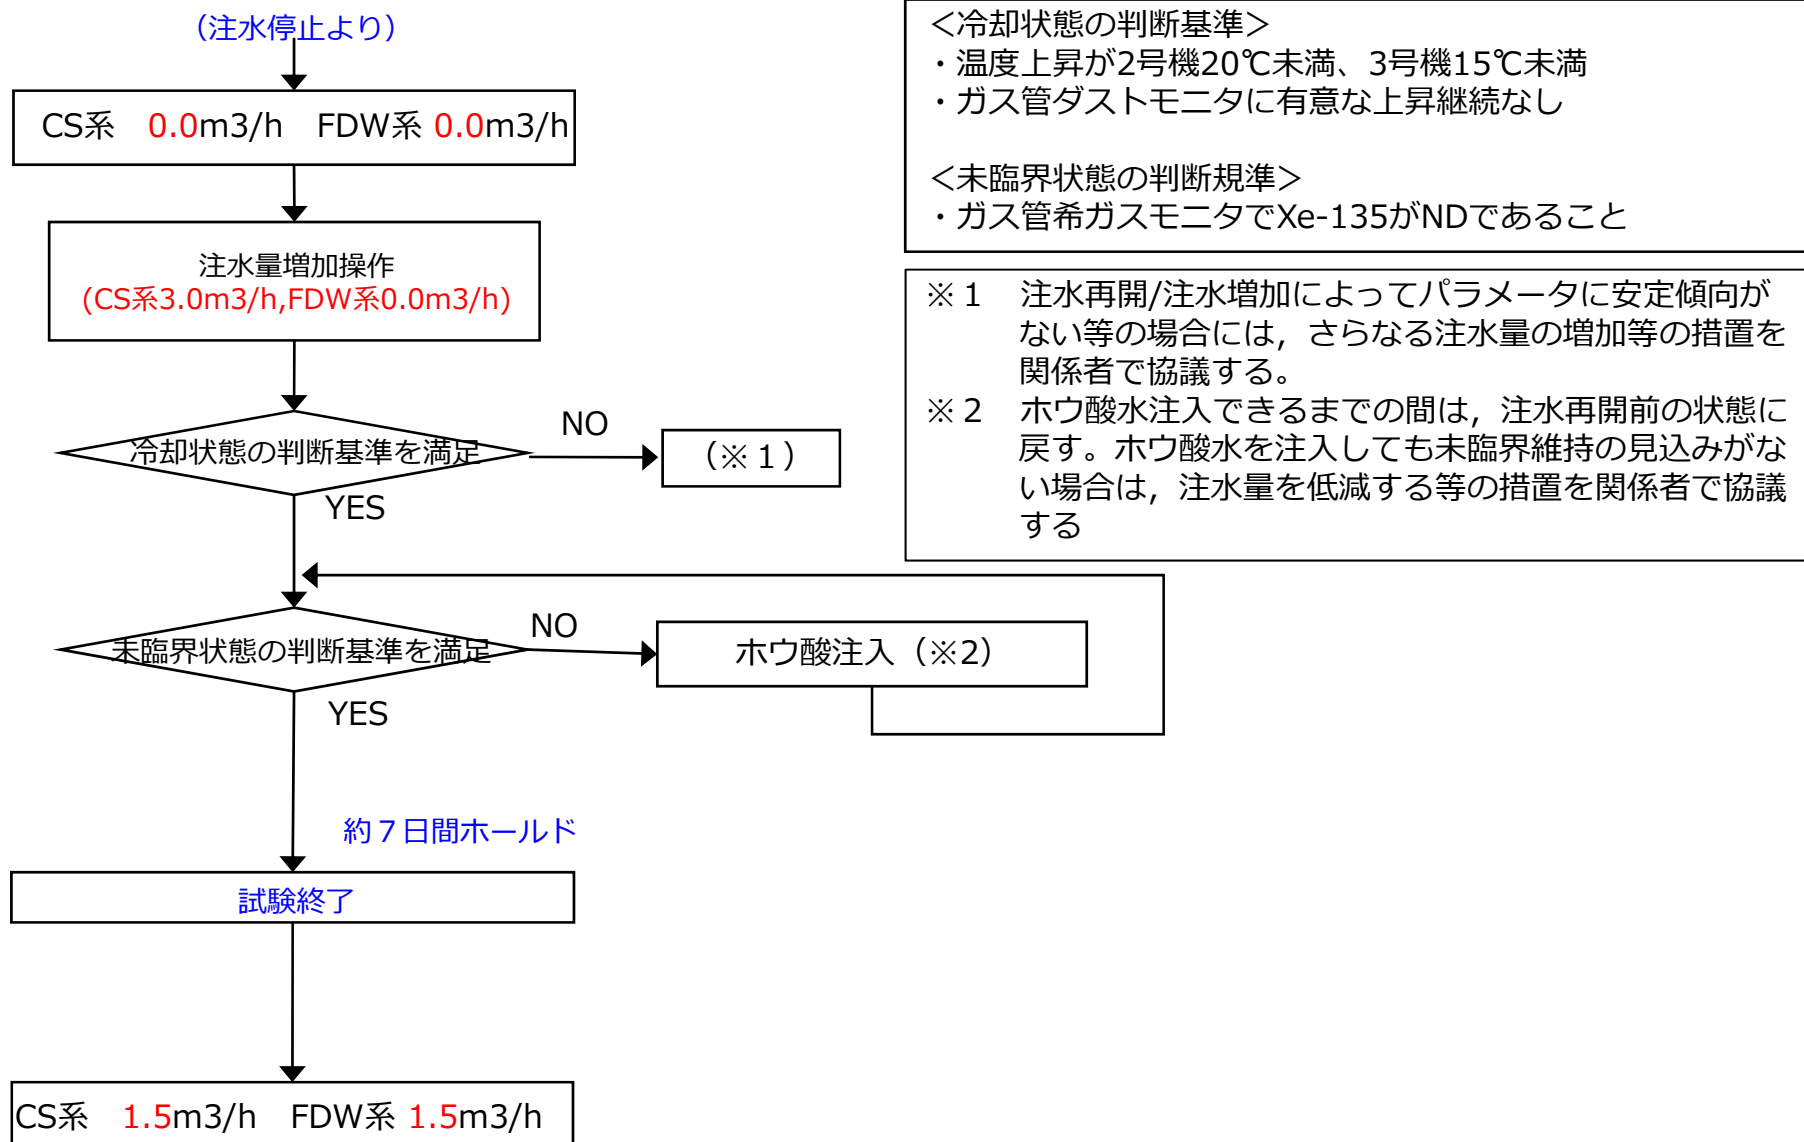 （注水停止より）
CS系　0.0m3/h　FDW系 0.0m3/h
注水量増加操作
(CS系3.0m3/h,FDW系0.0m3/h)
冷却状態の判断基準を満足
NO
（※１）
YES
未臨界状態の判断基準を満足
NO
ホウ酸注入（※2）
YES
約７日間ホールド
試験終了
CS系　1.5m3/h　FDW系 1.5m3/h
＜冷却状態の判断基準＞
・温度上昇が2号機20℃未満、3号機15℃未満
・ガス管ダストモニタに有意な上昇継続なし
＜未臨界状態の判断規準＞
・ガス管希ガスモニタでXe-135がNDであること
※１　注水再開/注水増加によってパラメータに安定傾向が
ない等の場合には，さらなる注水量の増加等の措置を
関係者で協議する。
※２　ホウ酸水注入できるまでの間は，注水再開前の状態に
戻す。ホウ酸水を注入しても未臨界維持の見込みがな
い場合は，注水量を低減する等の措置を関係者で協議
する